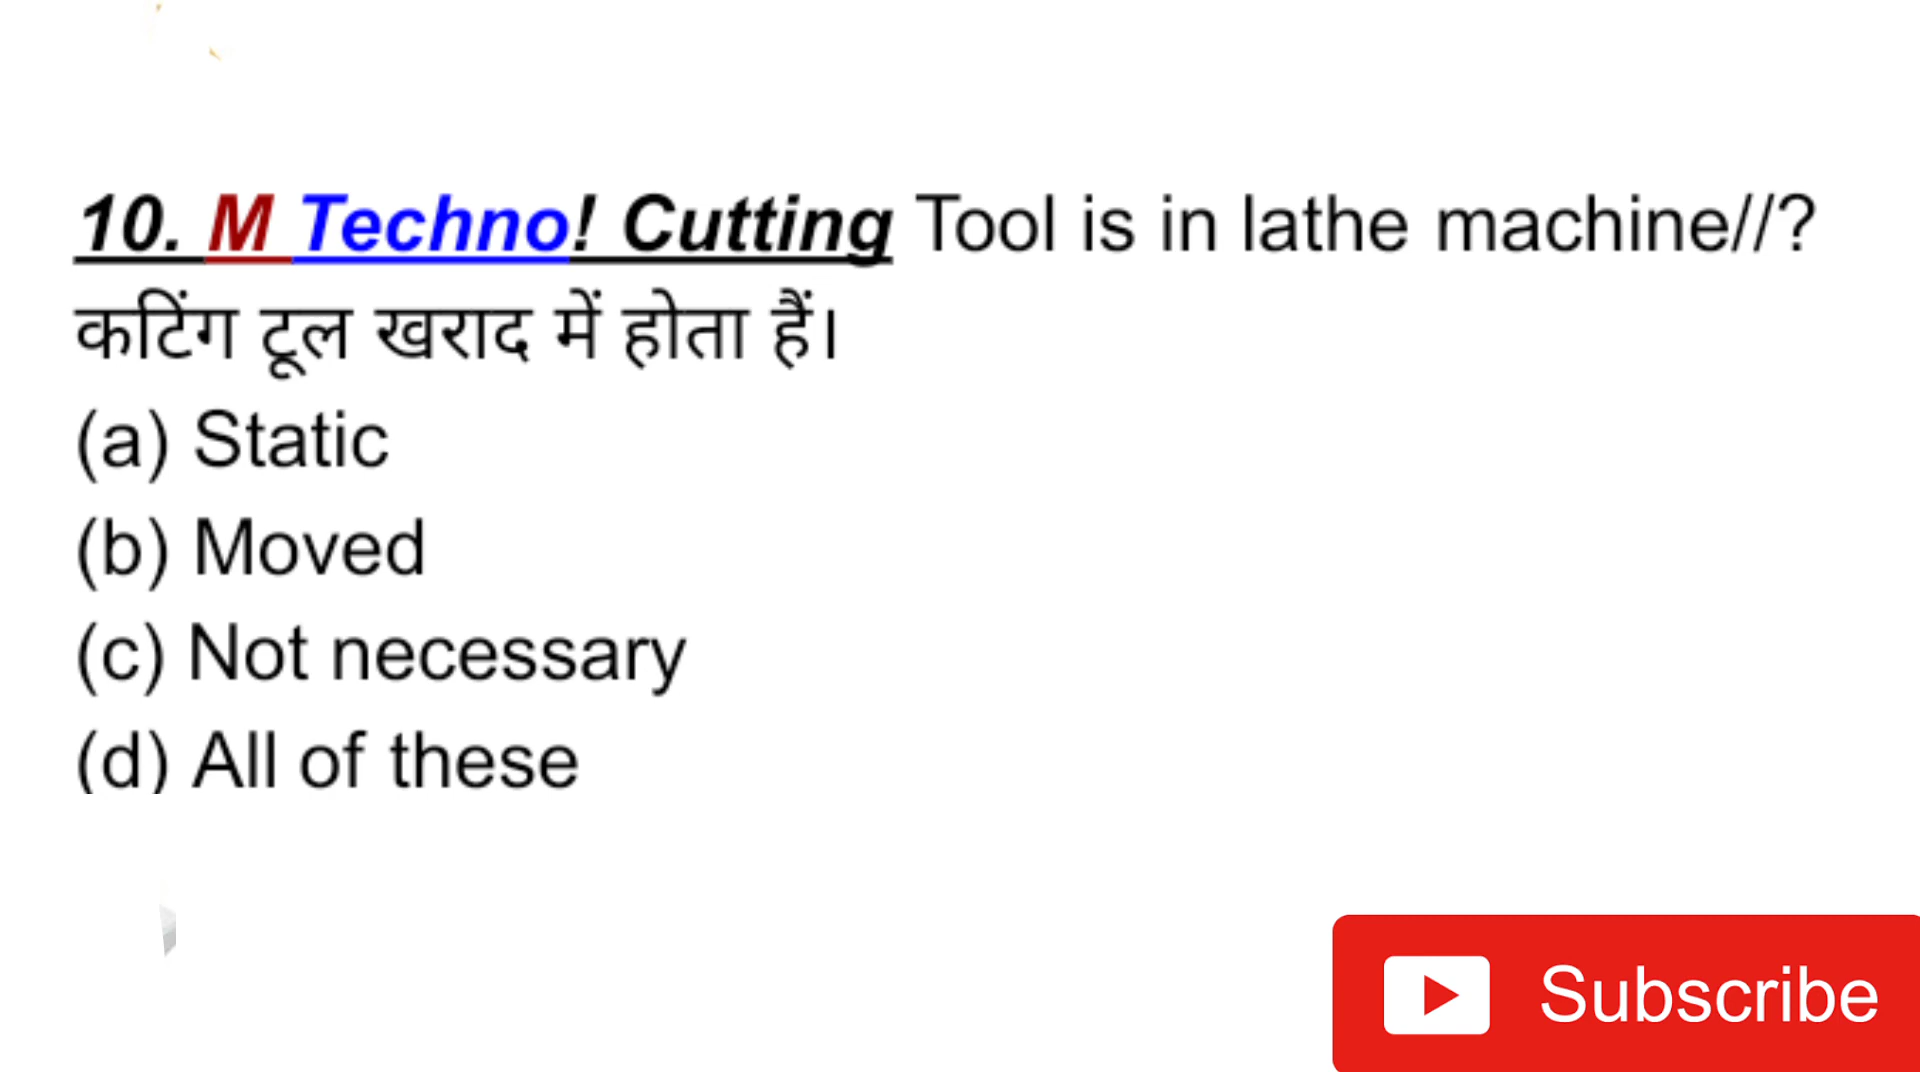 10. M Techno! Cutting Tool is in lathe machine//?
कटिंग टूल खराद में होता हैं।
(a) Static
(b) Moved
(c) Not necessary
(d) All of these
Subscribe